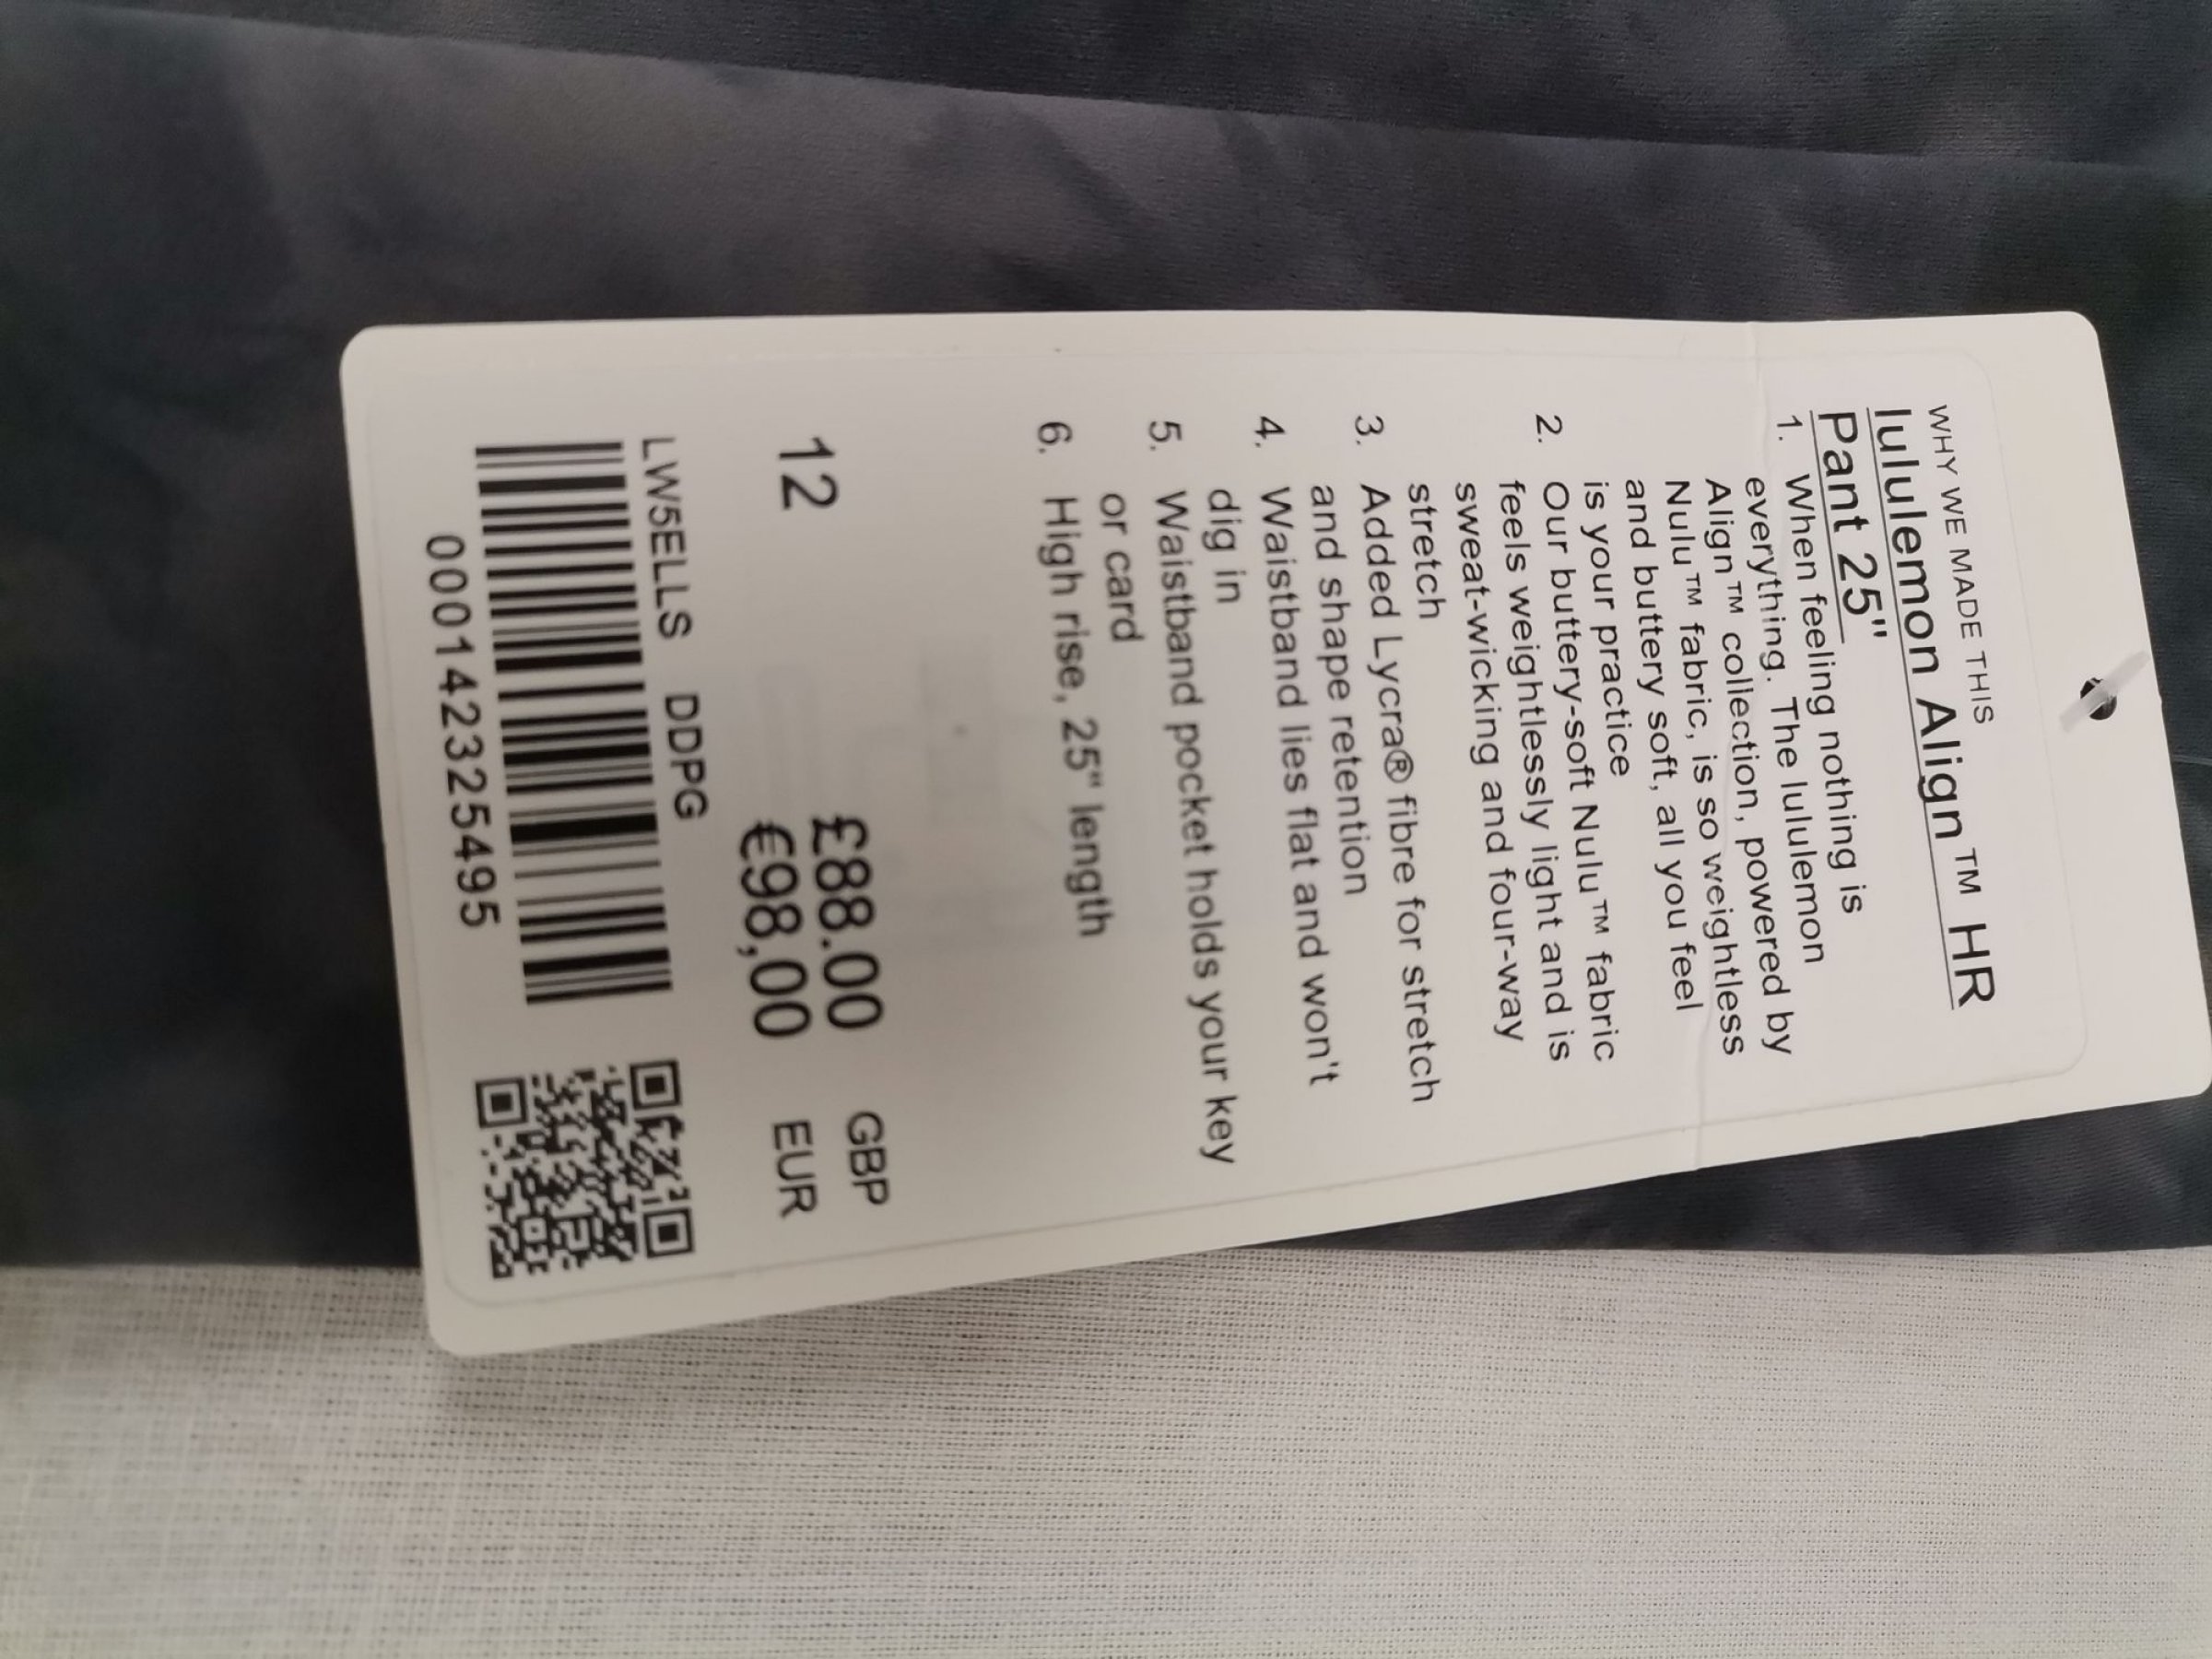 WHY WE MADE THIS
lululemon Align™ HR
Pant 25"
1. When feeling nothing is
everything. The lululemon
Align™ collection, powered by
Nulu™ fabric, is so weightless
and buttery soft, all you feel
is your practice
2. Our buttery-soft Nulu™ fabric
feels weightlessly light and is
sweat-wicking and four-way
stretch
3. Added Lycra® fibre for stretch
and shape retention
4. Waistband lies flat and won't
dig in
5. Waistband pocket holds your key
or card
6. High rise, 25" length
12 £88.00 GBP
€98,00 EUR
LW5ELLS DDPG
0001423254​95